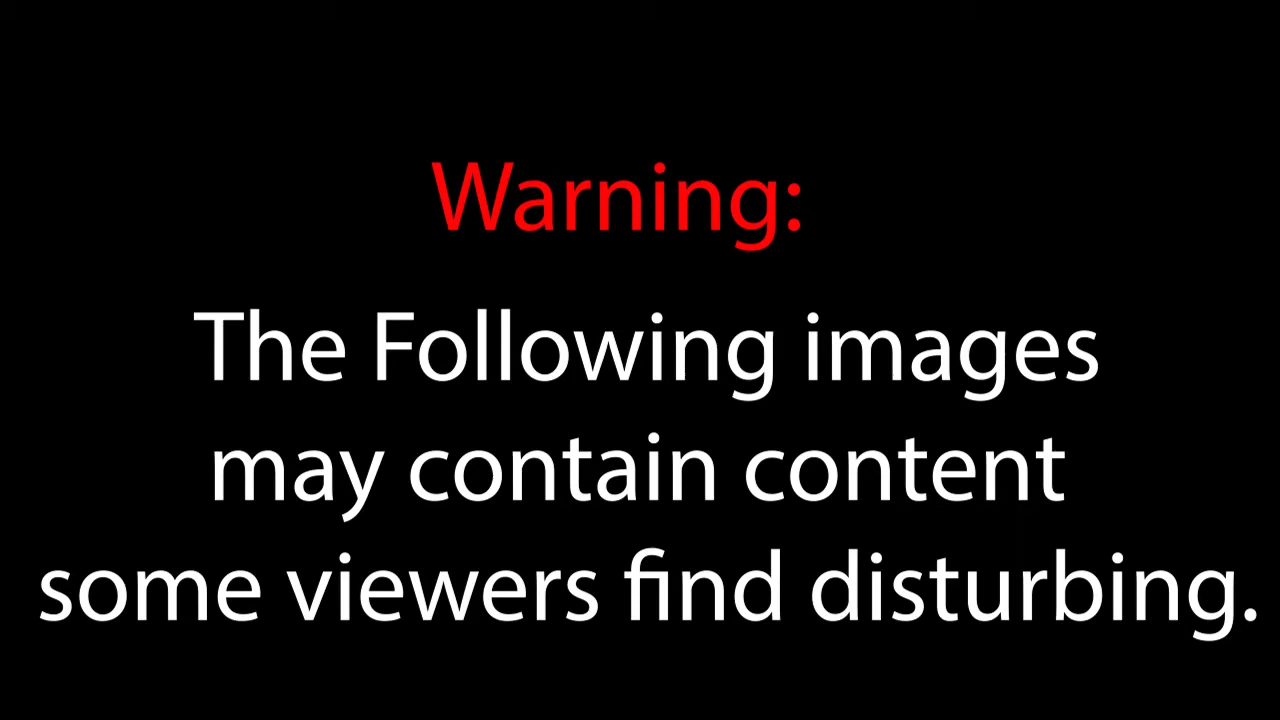 Warning:
The Following images
may contain content
some viewers find disturbing.